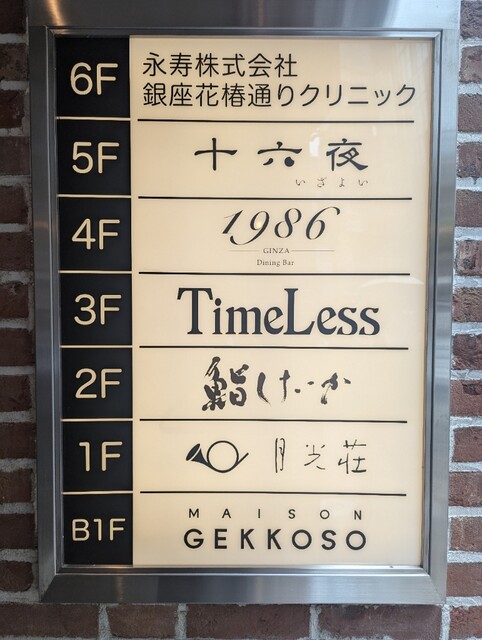 6F
永寿株式会社
銀座花椿通りクリニック
5F
十六夜
いざよい
4F
1986
GINZA
Dining Bar
3F
TimeLess
2F
鮨したか
1F
月光荘
B1F
MAISON
GEKKOSO